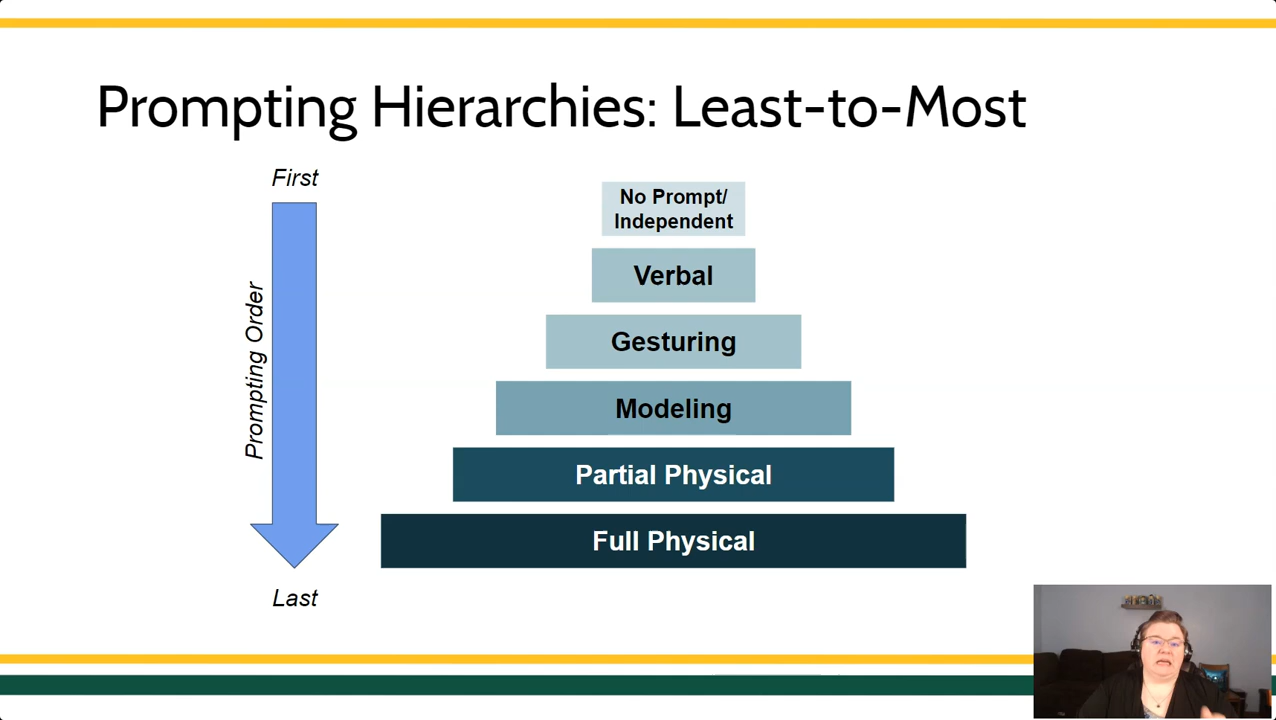 Prompting Hierarchies: Least-to-Most
First
Prompting Order
Last
No Prompt/
Independent
Verbal
Gesturing
Modeling
Partial Physical
Full Physical